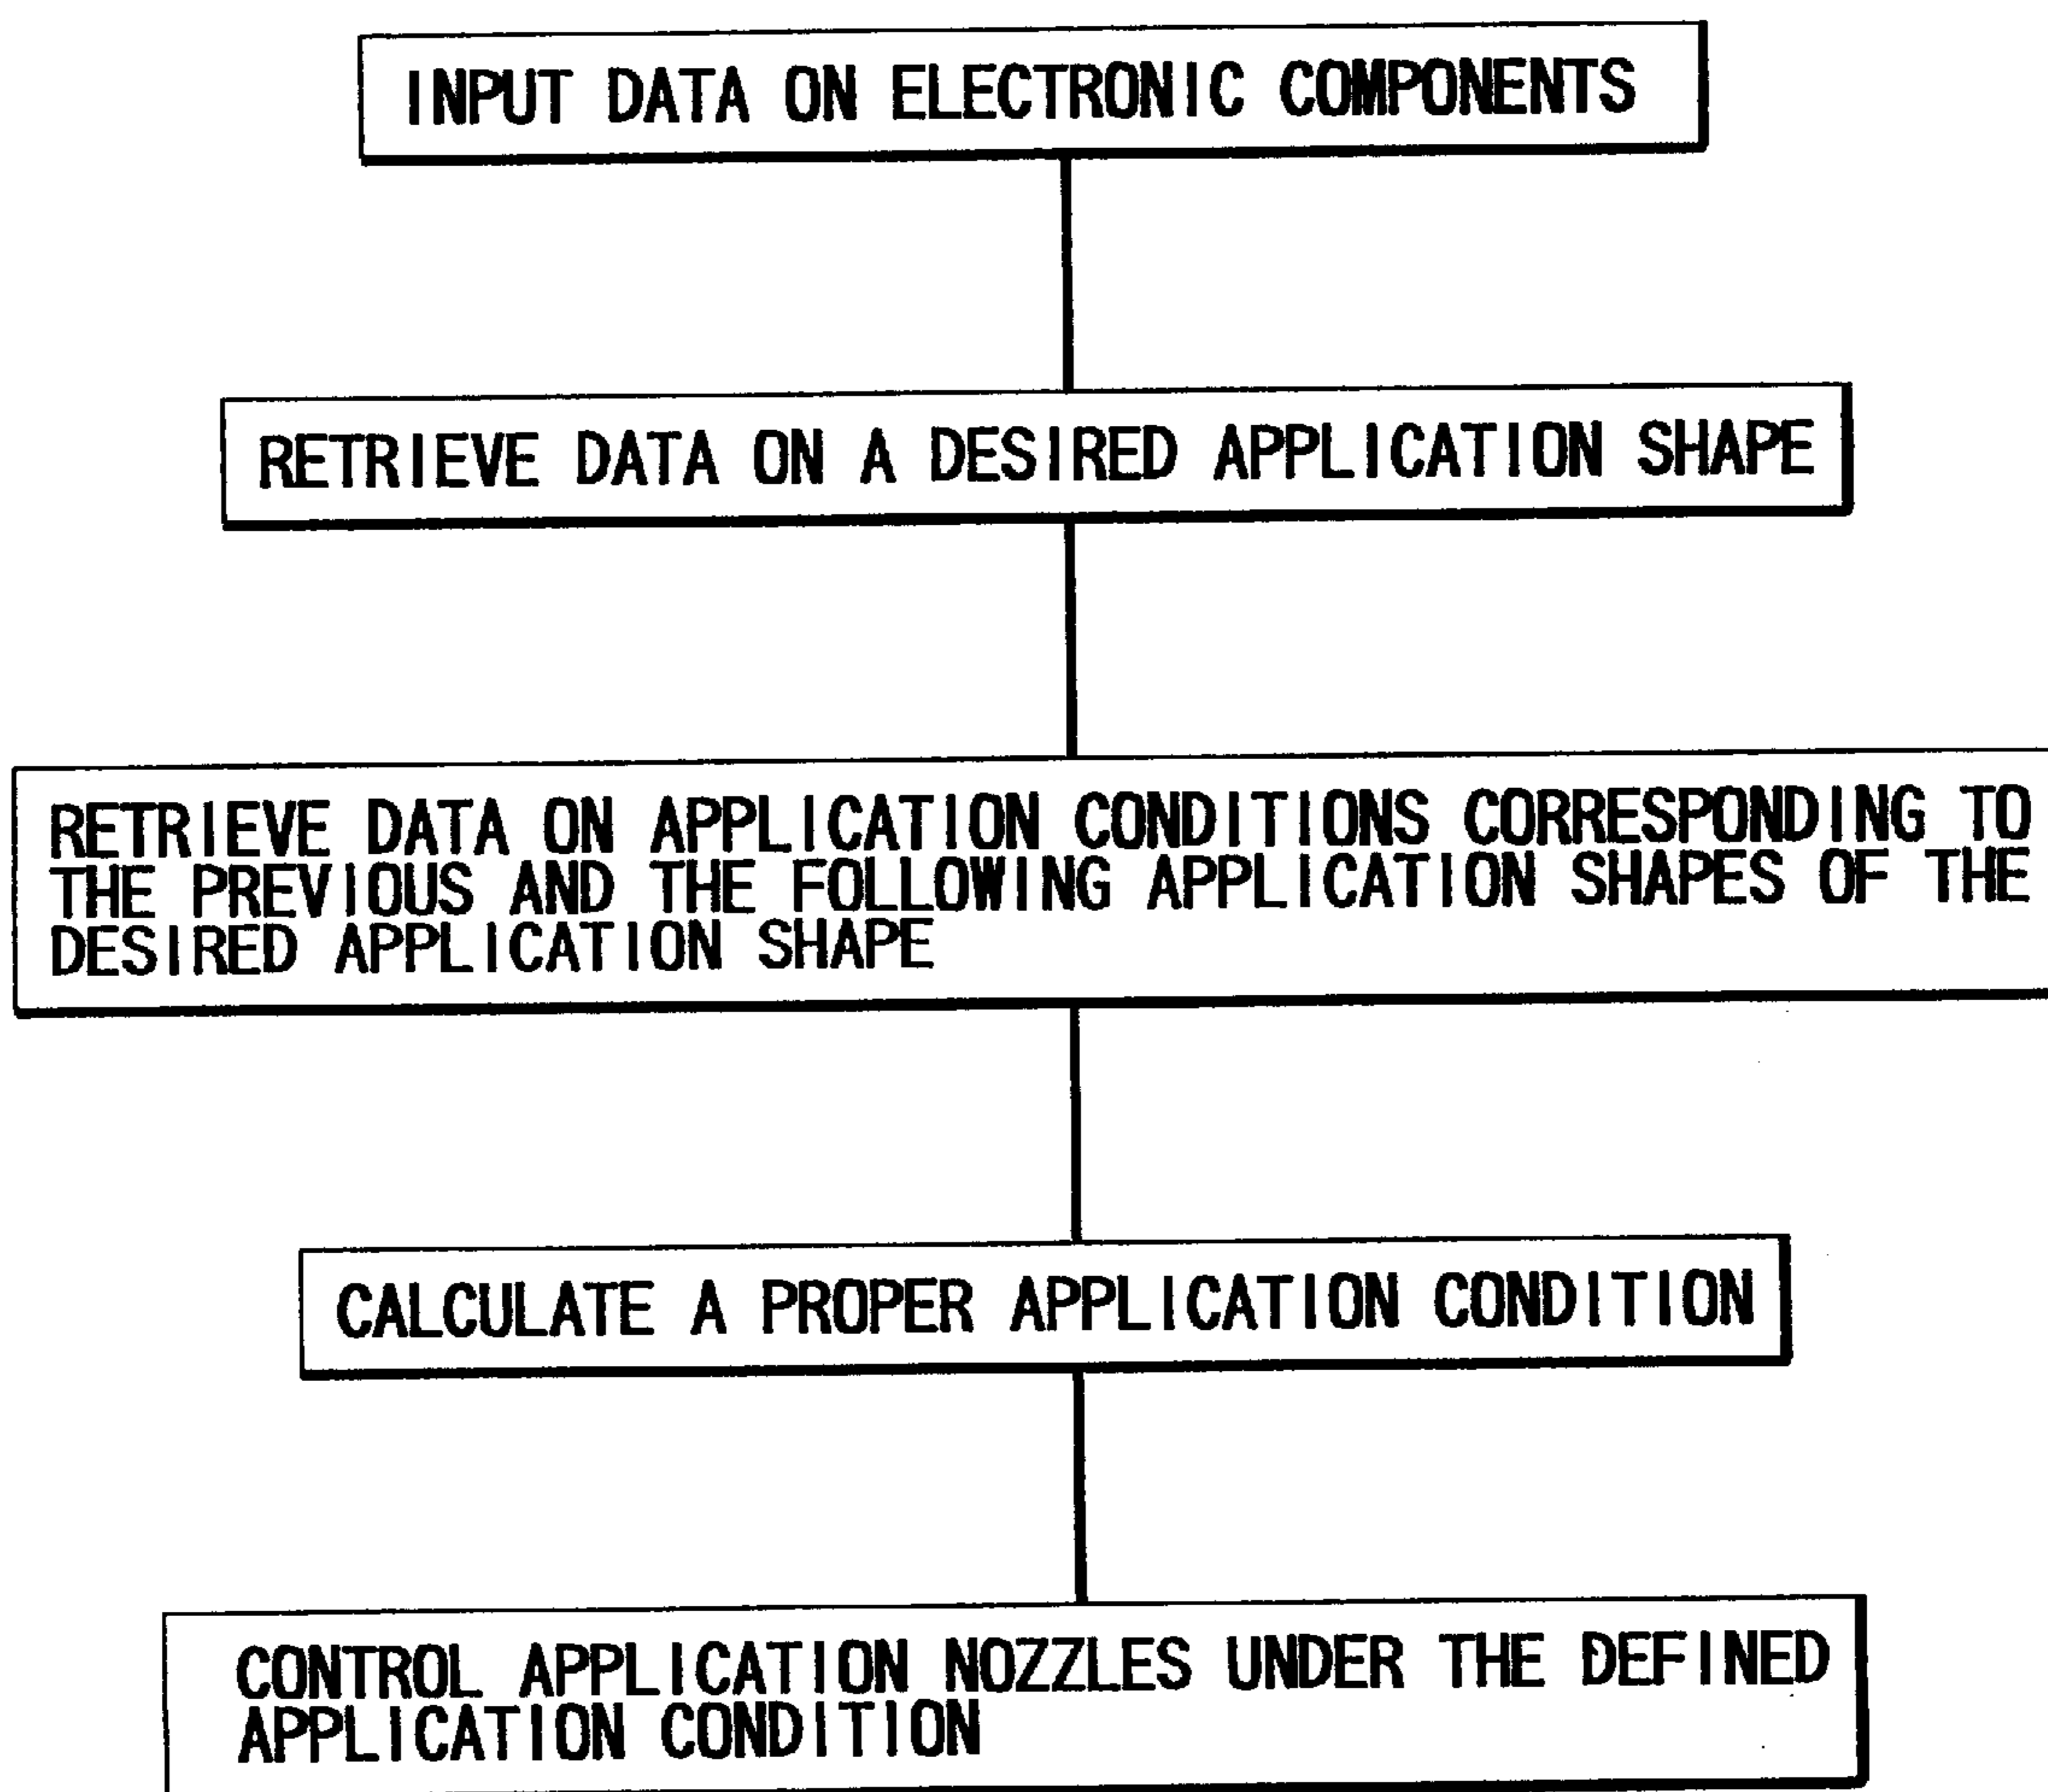 INPUT DATA ON ELECTRONIC COMPONENTS
RETRIEVE DATA ON A DESIRED APPLICATION SHAPE
RETRIEVE DATA ON APPLICATION CONDITIONS CORRESPONDING TO
THE PREVIOUS AND THE FOLLOWING APPLICATION SHAPES OF THE
DESIRED APPLICATION SHAPE
CALCULATE A PROPER APPLICATION CONDITION
CONTROL APPLICATION NOZZLES UNDER THE DEFINED
APPLICATION CONDITION